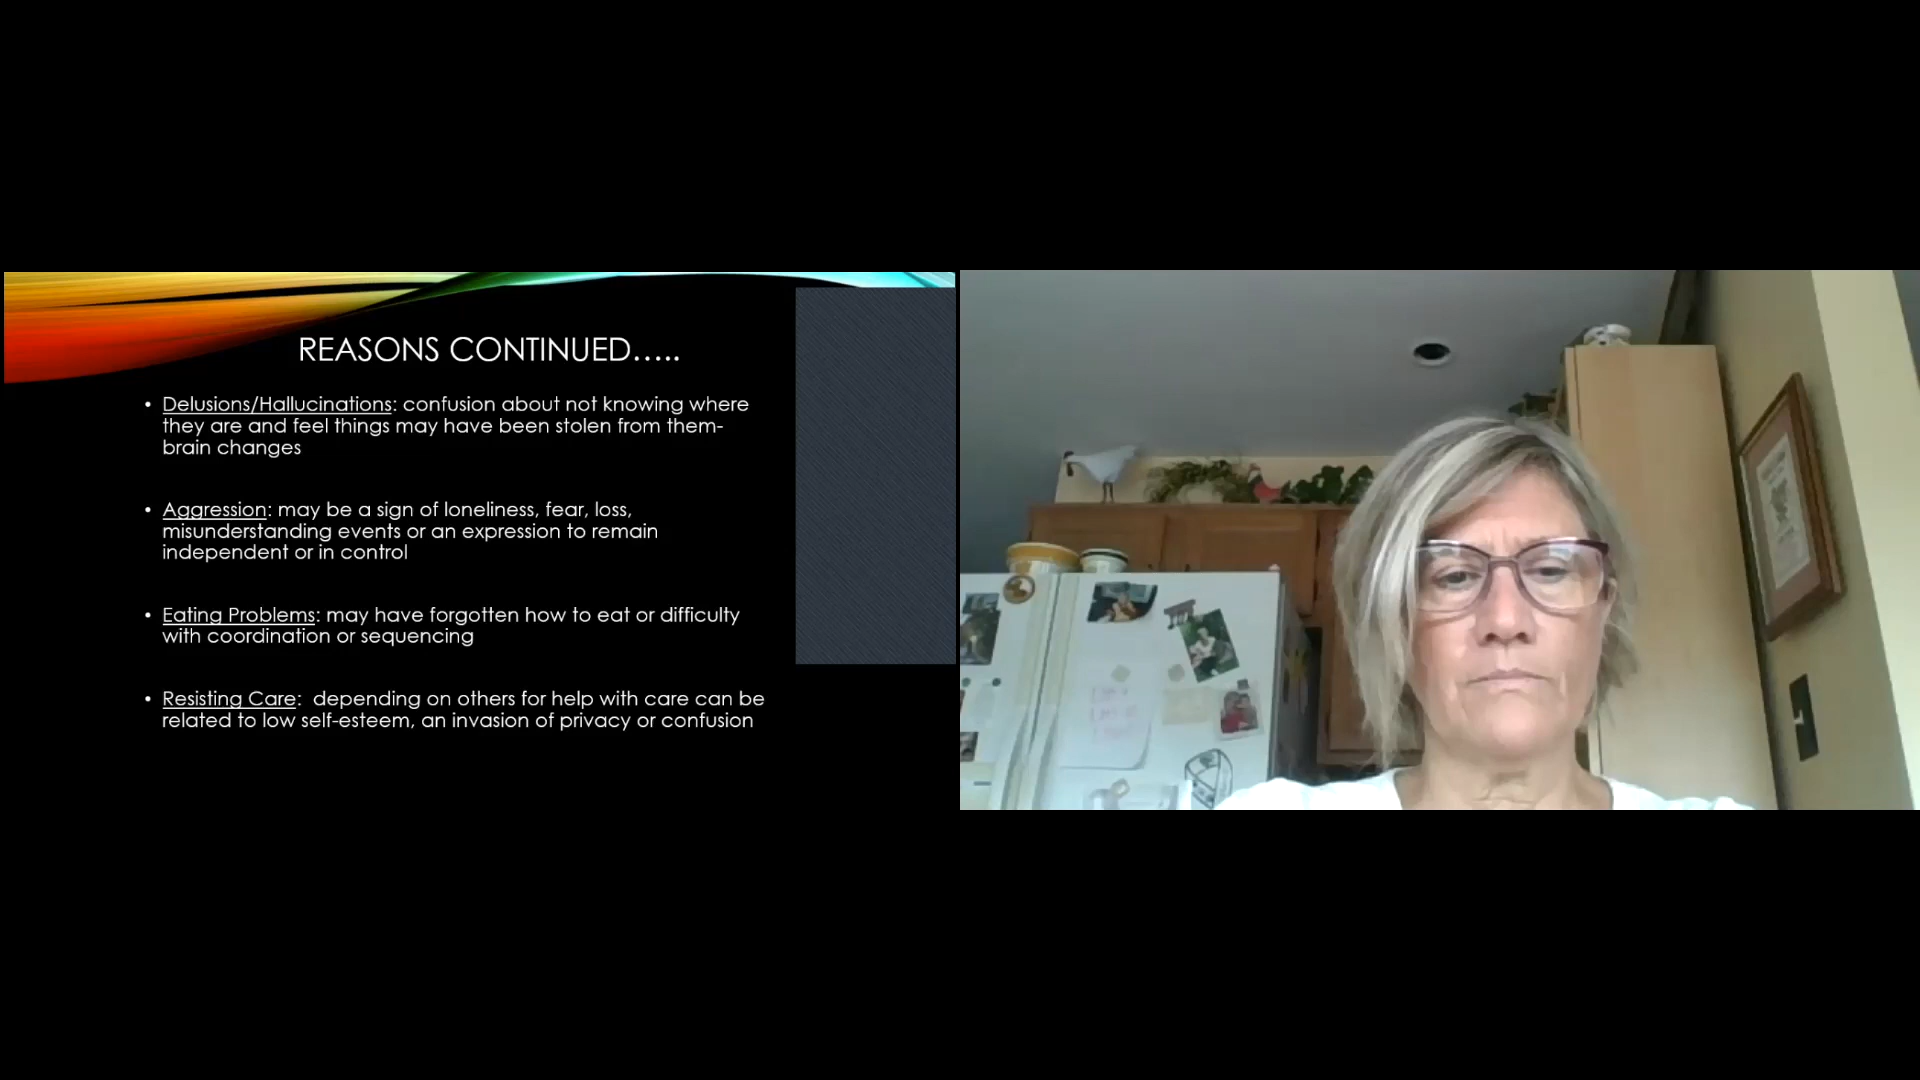 REASONS CONTINUED.....
• Delusions/Hallucinations: confusion about not knowing where
they are and feel things may have been stolen from them-
brain changes
• Aggression: may be a sign of loneliness, fear, loss,
misunderstanding events or an expression to remain
independent or in control
• Eating Problems: may have forgotten how to eat or difficulty
with coordination or sequencing
• Resisting Care:  depending on others for help with care can be
related to low self-esteem, an invasion of privacy or confusion